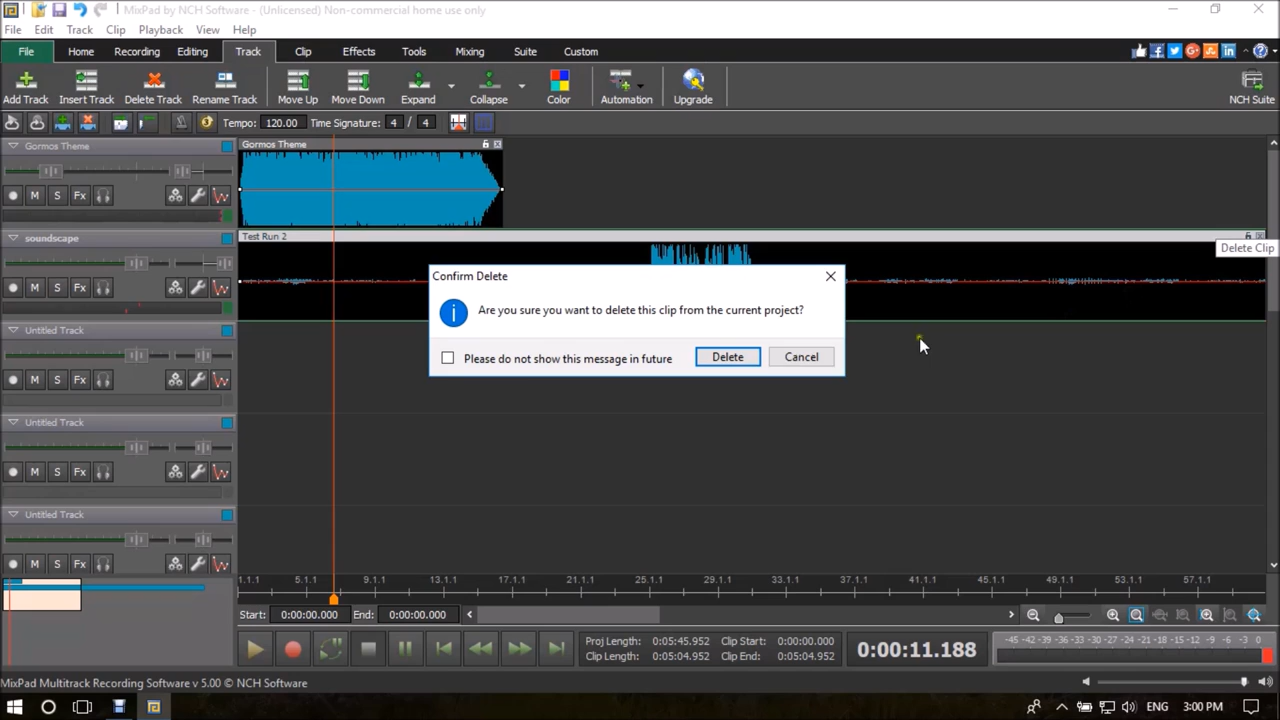 MixPad by NCH Software - (Unlicensed) Non-commercial home use only
File Edit Track Clip Playback View Help
File Home Recording Editing Track Clip Effects Tools Mixing Suite Custom
Add Track Insert Track Delete Track Rename Track Move Up Move Down Expand Collapse Color Automation Upgrade NCH Suite
Tempo: 120.00 Time Signature: 4 / 4
Gormos Theme
Gormos Theme
M S Fx
soundscape
Test Run 2
Delete Clip
M S Fx
Confirm Delete
Are you sure you want to delete this clip from the current project?
Please do not show this message in future
Delete
Cancel
Untitled Track
M S Fx
Untitled Track
M S Fx
Untitled Track
M S Fx
1.1.1 5.1.1 9.1.1 13.1.1 17.1.1 21.1.1 25.1.1 29.1.1 33.1.1 37.1.1 41.1.1 45.1.1 49.1.1 53.1.1 57.1.1
Start: 0:00:00.000 End: 0:00:00.000
Proj Length: 0:05:45.952 Clip Start: 0:00:00.000
Clip Length: 0:05:04.952 Clip End: 0:05:04.952
0:00:11.188
-45 -42 -39 -36 -33 -30 -27 -24 -21 -18 -15 -12 -9 -6 -3 0
MixPad Multitrack Recording Software v 5.00 © NCH Software
ENG 3:00 PM